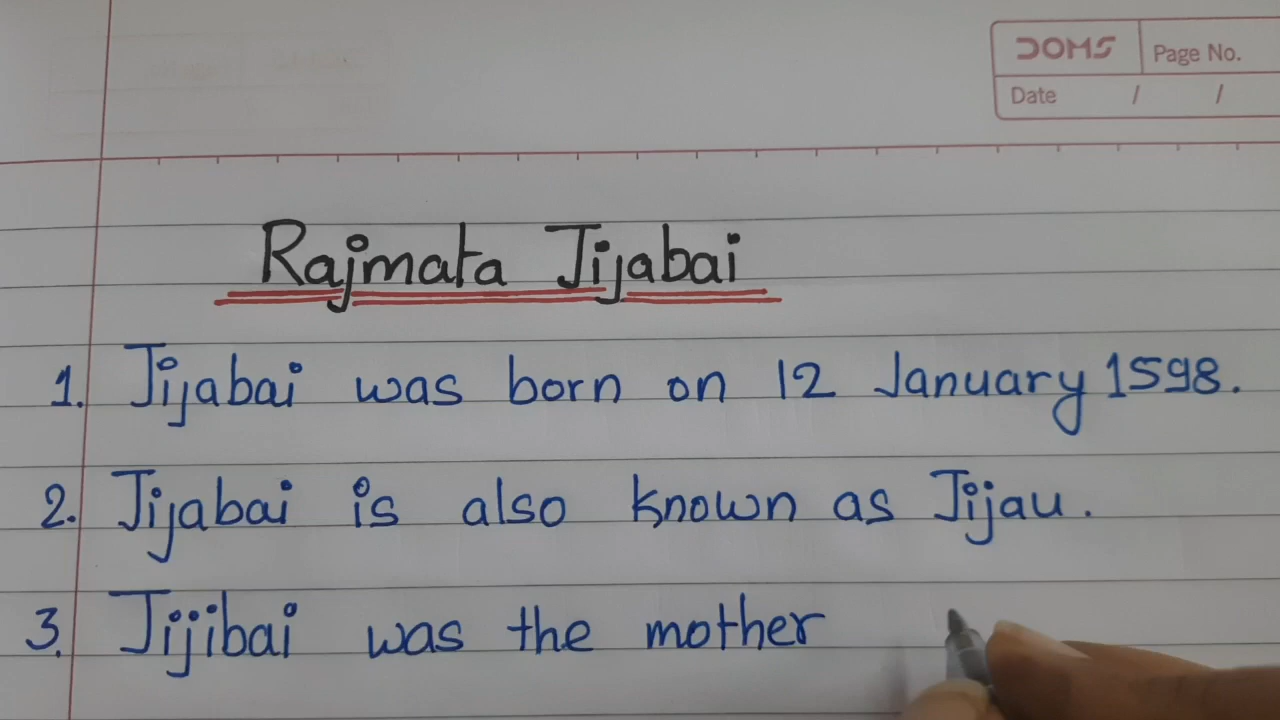 DOMS Page No.
Date / /
Rajmata Jijabai
1. Jijabai was born on 12 January 1598.
2. Jijabai is also known as Jijau.
3. Jijibai was the mother